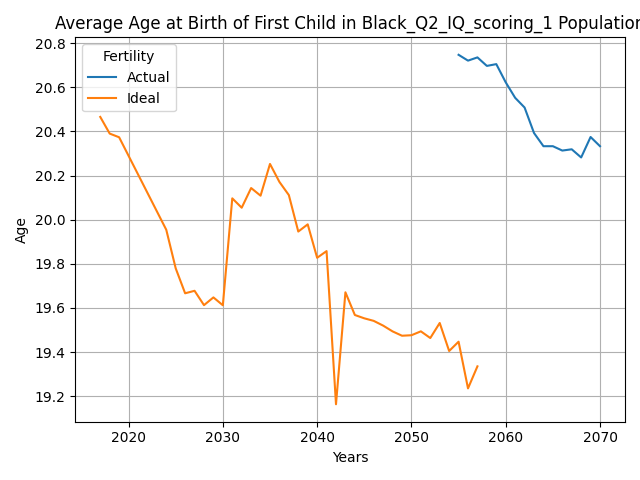 Average Age at Birth of First Child in Black_Q2_IQ_scoring_1 Population
Fertility
Actual
Ideal
Age
20.8
20.6
20.4
20.2
20.0
19.8
19.6
19.4
19.2
2020 2030 2040 2050 2060 2070
Years